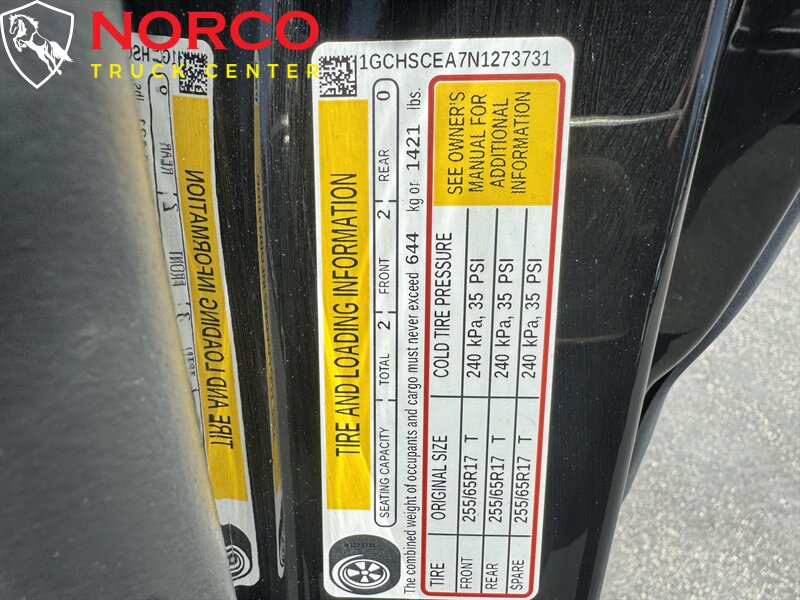 NORCO
TRUCK CENTER
1GCHSCEA7N1273731
TIRE AND LOADING INFORMATION
SEATING CAPACITY TOTAL 2 FRONT 2 REAR 0
The combined weight of occupants and cargo must never exceed 644 kg or 1421 lbs.
TIRE ORIGINAL SIZE COLD TIRE PRESSURE
FRONT 255/65R17 T 240 kPa, 35 PSI
REAR 255/65R17 T 240 kPa, 35 PSI
SPARE 255/65R17 T 240 kPa, 35 PSI
SEE OWNER'S
MANUAL FOR
ADDITIONAL
INFORMATION
TIRE AND LOADING INFORMATION
FRONT 2 REAR